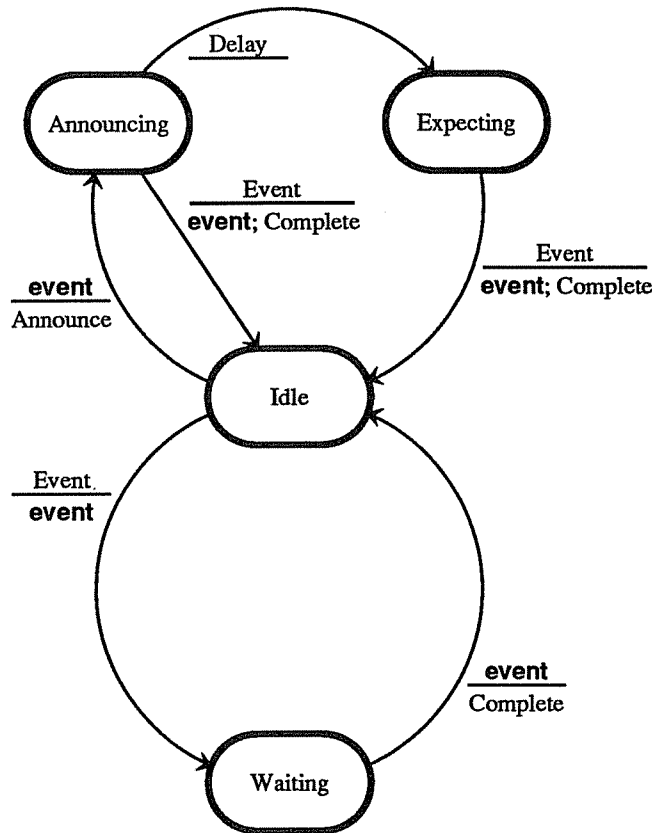 Delay
Announcing
Expecting
Event
event; Complete
Event
event; Complete
event
Announce
Idle
Event
event
event
Complete
Waiting